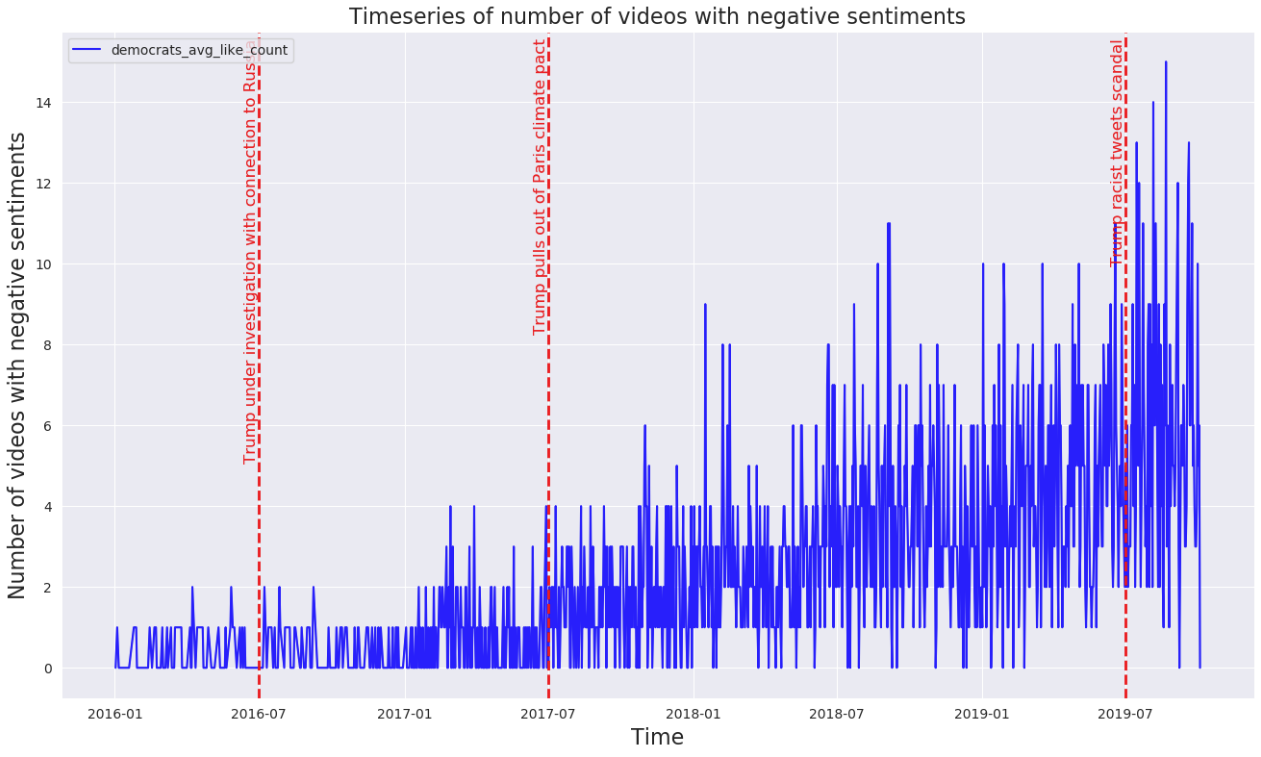 Timeseries of number of videos with negative sentiments
democrats_avg_like_count
Trump under investigation with connection to Russia
Trump pulls out of Paris climate pact
Trump racist tweets scandal
Number of videos with negative sentiments
14
12
10
8
6
4
2
0
2016-01
2016-07
2017-01
2017-07
2018-01
2018-07
2019-01
2019-07
Time